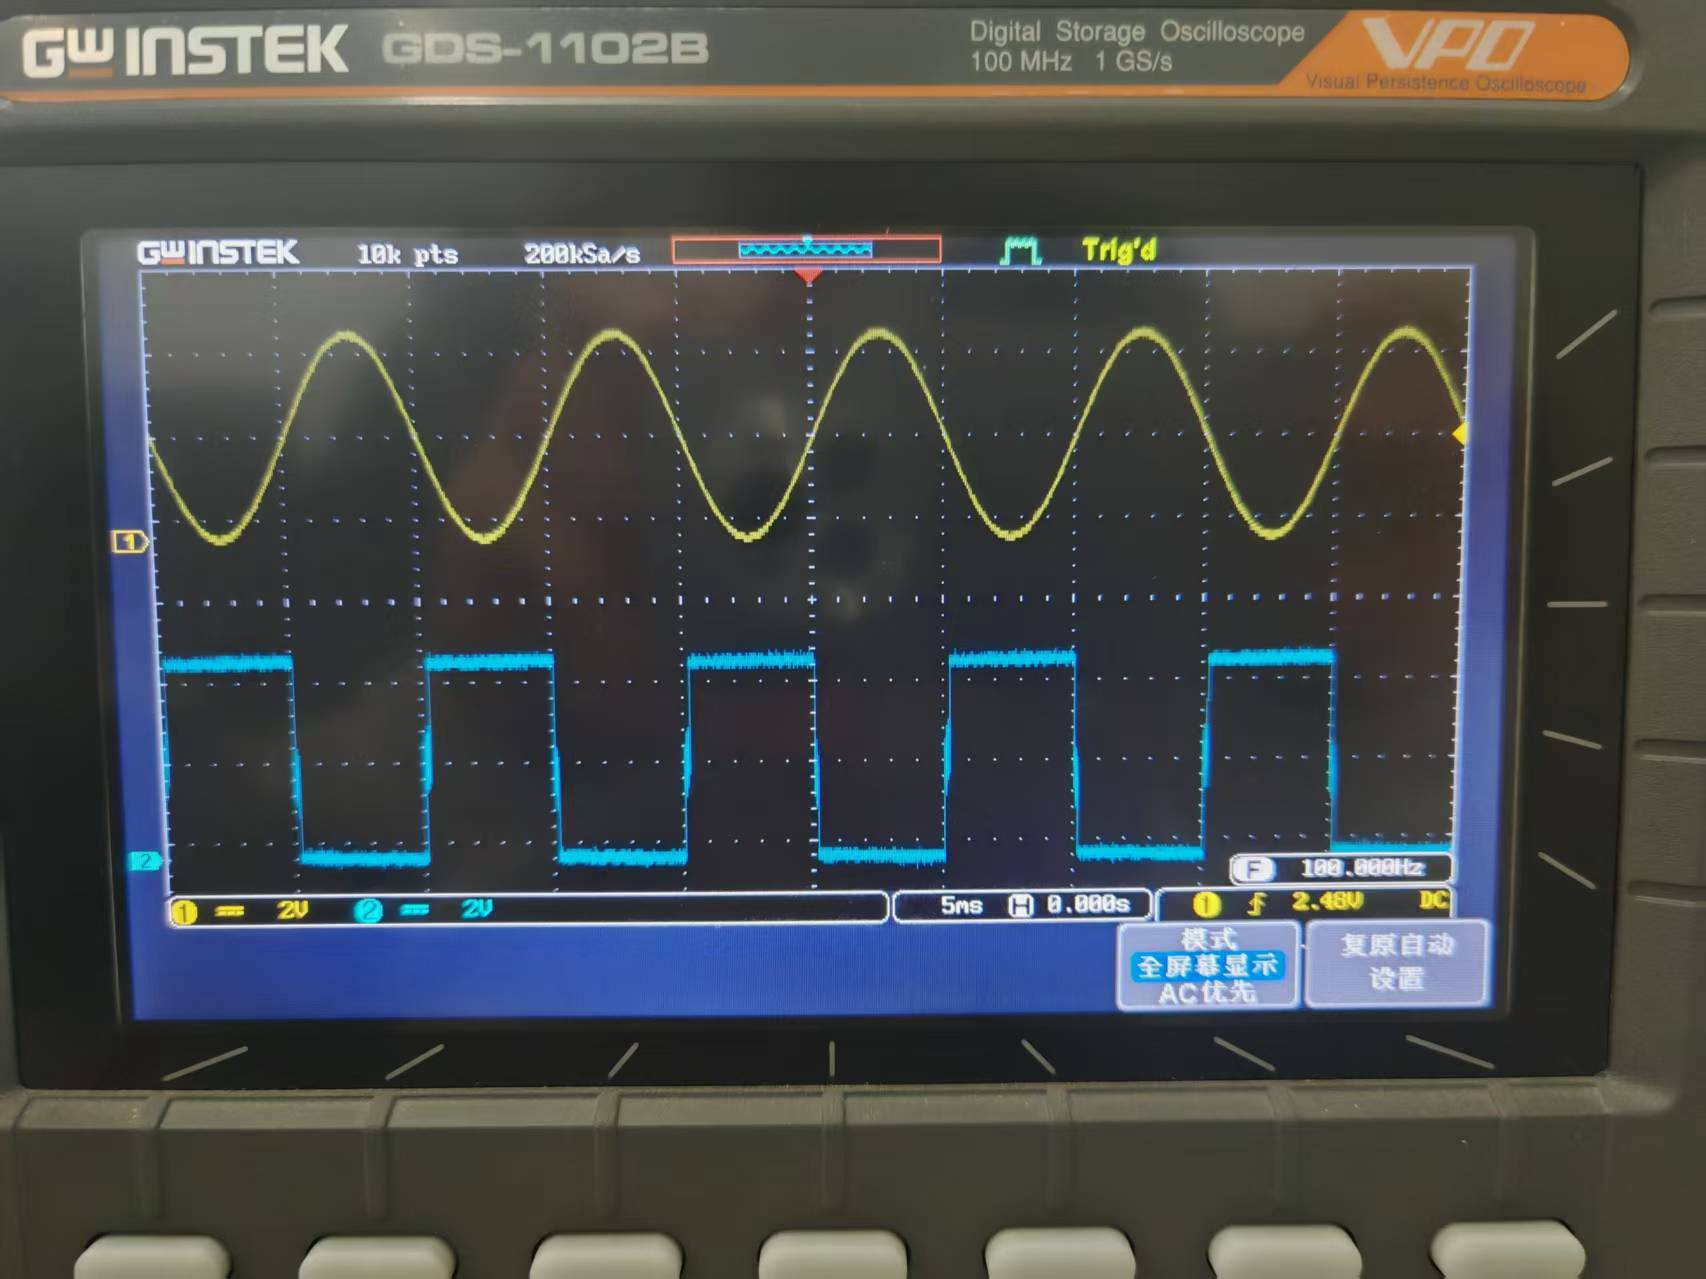 GW INSTEK GDS-1102B
Digital Storage Oscilloscope
100 MHz 1 GS/s
VPO
Visual Persistence Oscilloscope
GW INSTEK 10k pts 200kSa/s Trig'd
1
2
F 100.000Hz
1 2V 2 2V 5ms H 0.000s 1 2.48V DC
模式
全屏幕显示
AC优先
复原自动
设置